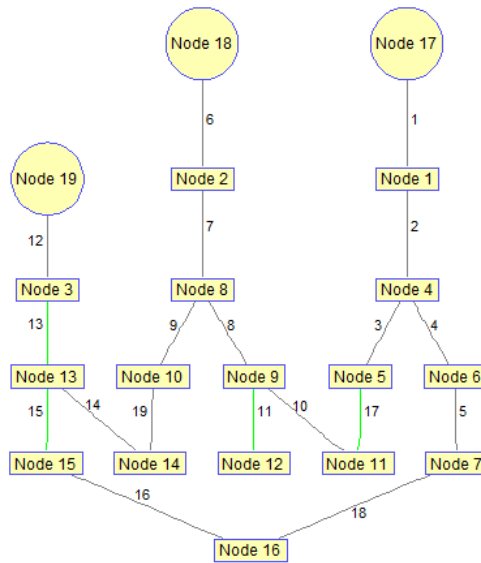 Node 18
Node 17
6
1
Node 19
Node 2
Node 1
12
7
2
Node 3
Node 8
Node 4
13
9
8
3
4
Node 13
Node 10
Node 9
Node 5
Node 6
15
14
19
11
10
17
5
Node 15
Node 14
Node 12
Node 11
Node 7
16
18
Node 16